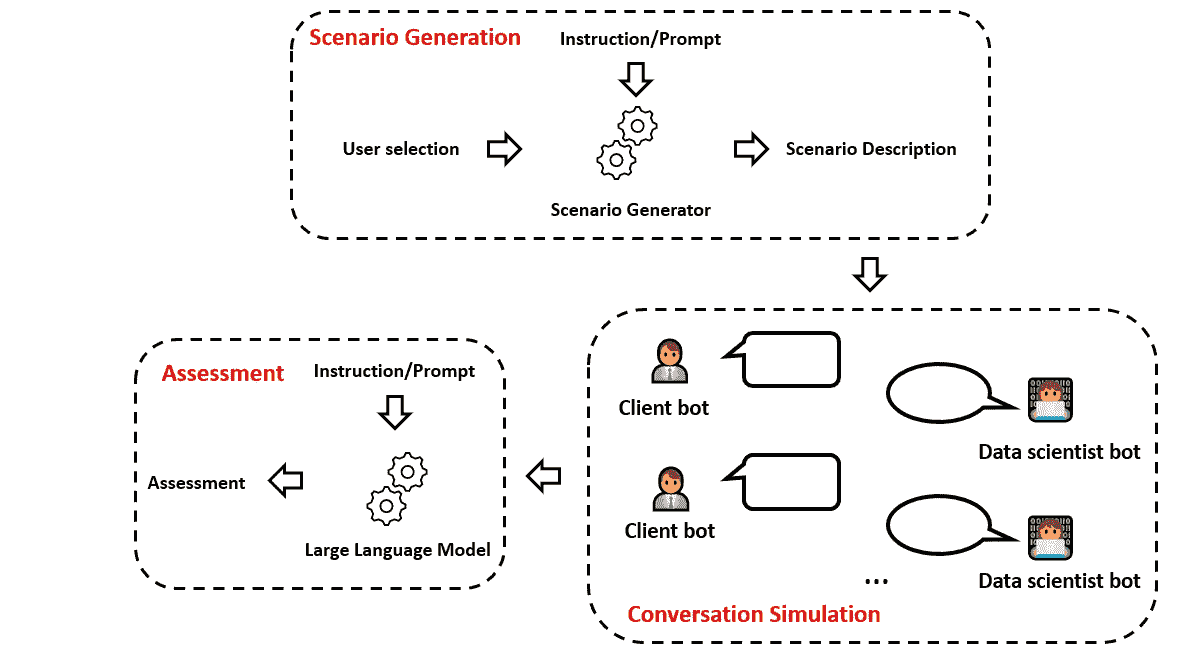 Scenario Generation
Instruction/Prompt
User selection
Scenario Description
Scenario Generator
Client bot
Data scientist bot
Client bot
Data scientist bot
...
Conversation Simulation
Assessment
Instruction/Prompt
Assessment
Large Language Model